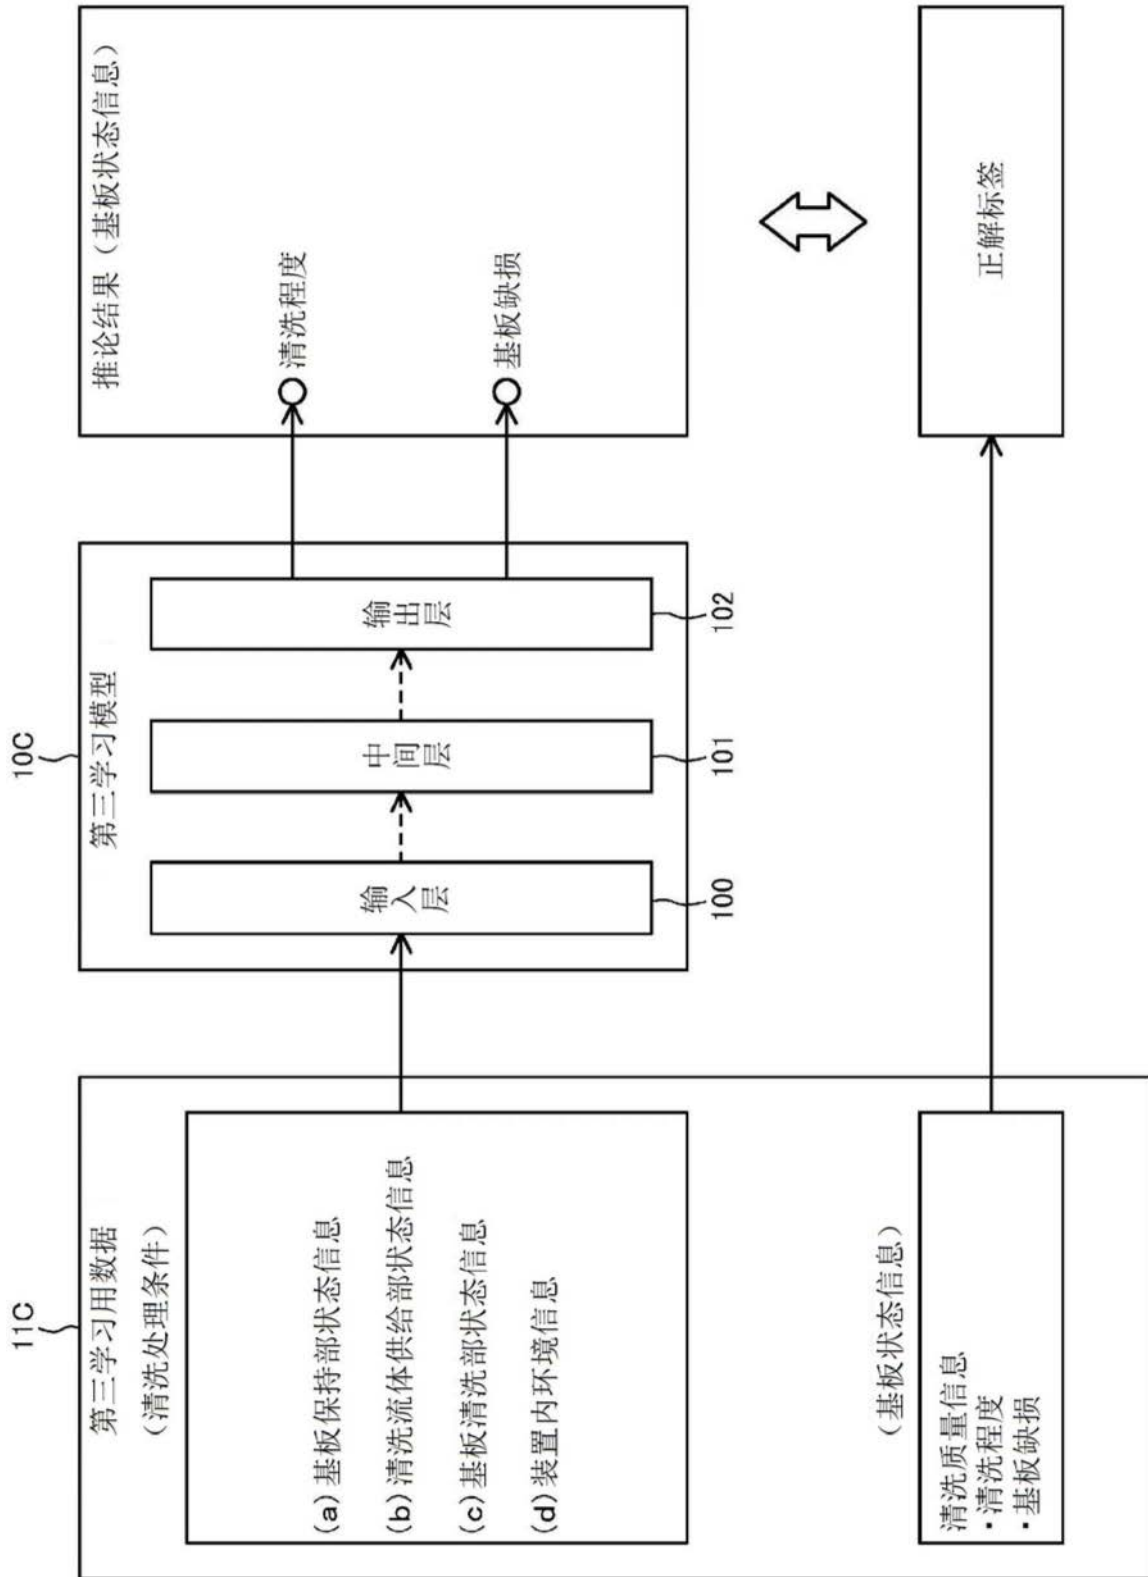 11C
第三学习用数据
（清洗处理条件）
(a)基板保持部状态信息
(b)清洗流体供给部状态信息
(c)基板清洗部状态信息
(d)装置内环境信息
（基板状态信息）
清洗质量信息
▪清洗程度
▪基板缺损
10C
第三学习模型
输入层
100
中间层
101
输出层
102
推论结果（基板状态信息）
清洗程度
基板缺损
正解标签